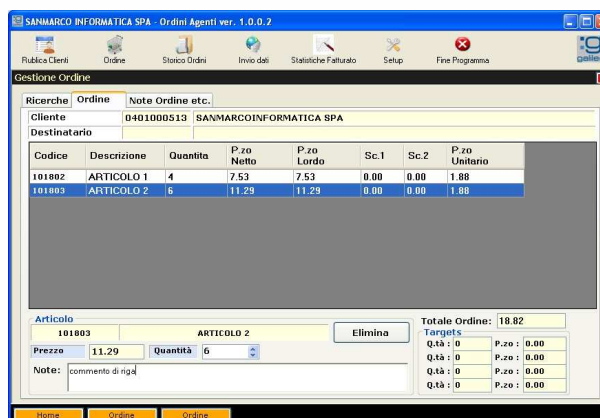 SANMARCO INFORMATICA SPA - Ordini Agenti ver. 1.0.0.2
Rublica Clienti Ordine Storico Ordini Invio dati Statistiche Fatturato Setup Fine Programma
Gestione Ordine
Ricerche Ordine Note Ordine etc.
Cliente 0401000513 SANMARCOINFORMATICA SPA
Destinatario
Codice Descrizione Quantita P.zo Netto P.zo Lordo Sc.1 Sc.2 P.zo Unitario
101802 ARTICOLO 1 4 7.53 7.53 0.00 0.00 1.88
101803 ARTICOLO 2 6 11.29 11.29 0.00 0.00 1.88
Articolo
101803 ARTICOLO 2 Elimina
Prezzo 11.29 Quantità 6
Note: commento di riga
Totale Ordine: 18.82
Targets
Q.tà : 0 P.zo : 0.00
Q.tà : 0 P.zo : 0.00
Q.tà : 0 P.zo : 0.00
Q.tà : 0 P.zo : 0.00
Home Ordine Ordine